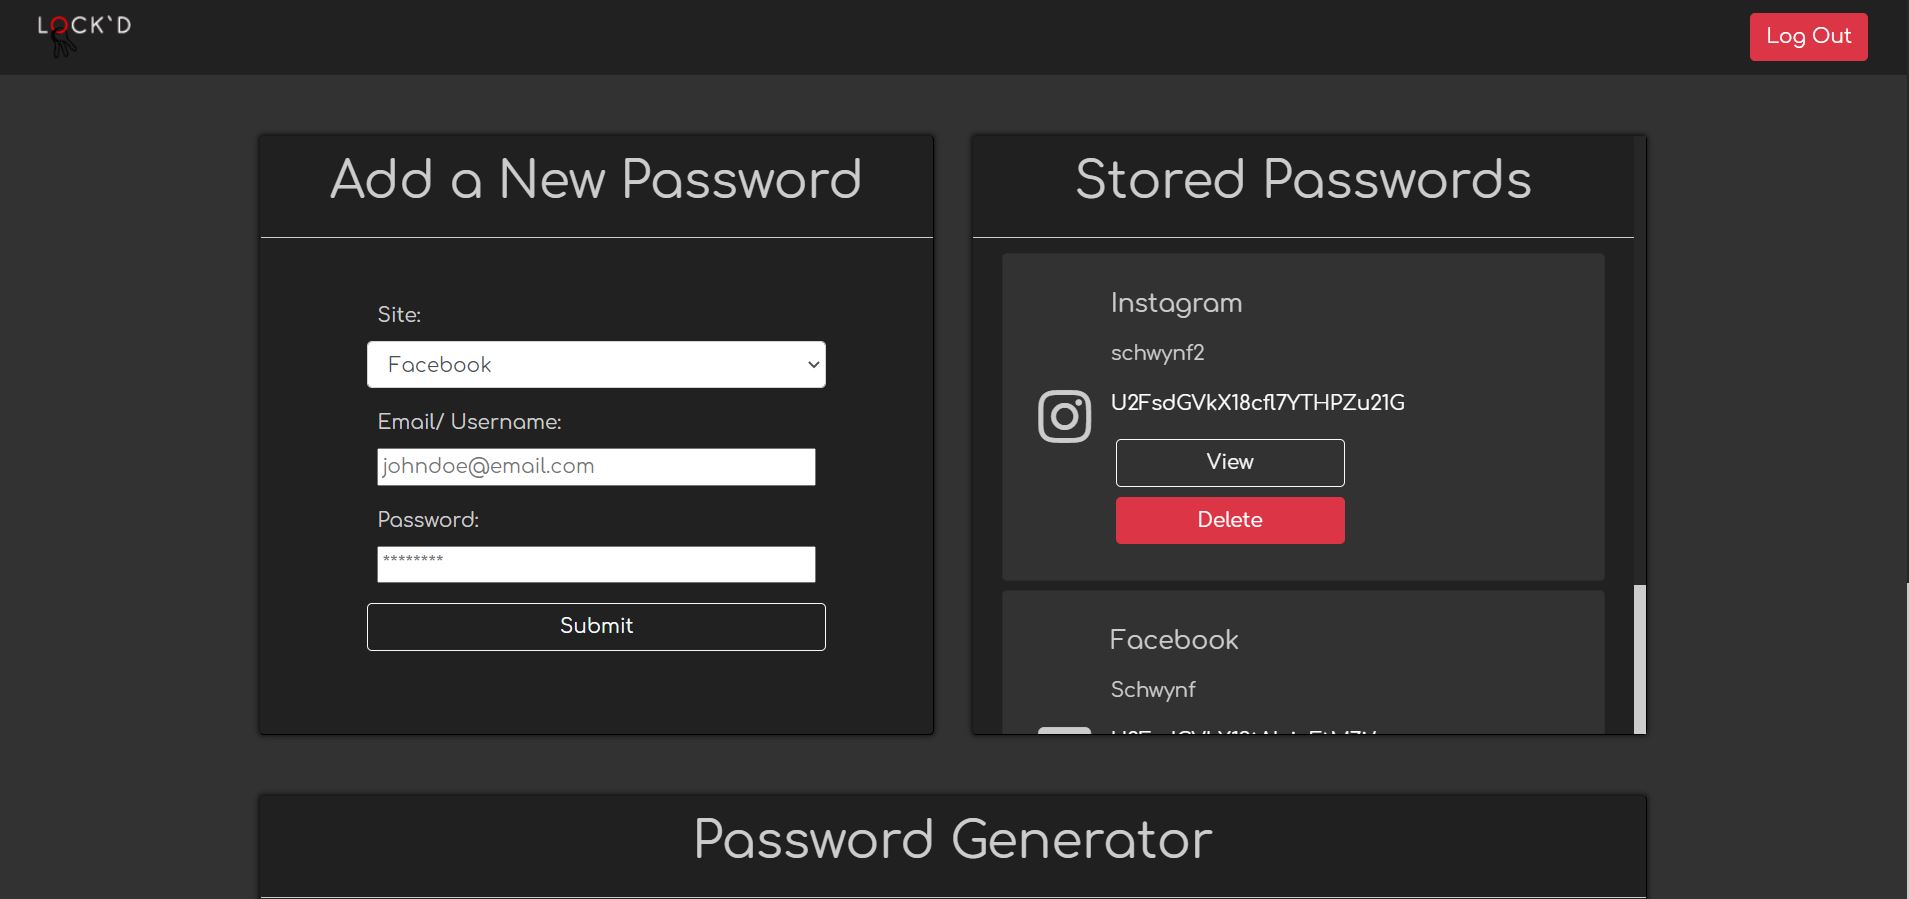 LOCK'D
Log Out
Add a New Password
Site:
Facebook
Email/ Username:
johndoe@email.com
Password:
********
Submit
Stored Passwords
Instagram
schwynf2
U2FsdGVkX18cfl7YTHPZu21G
View
Delete
Facebook
Schwynf
Password Generator